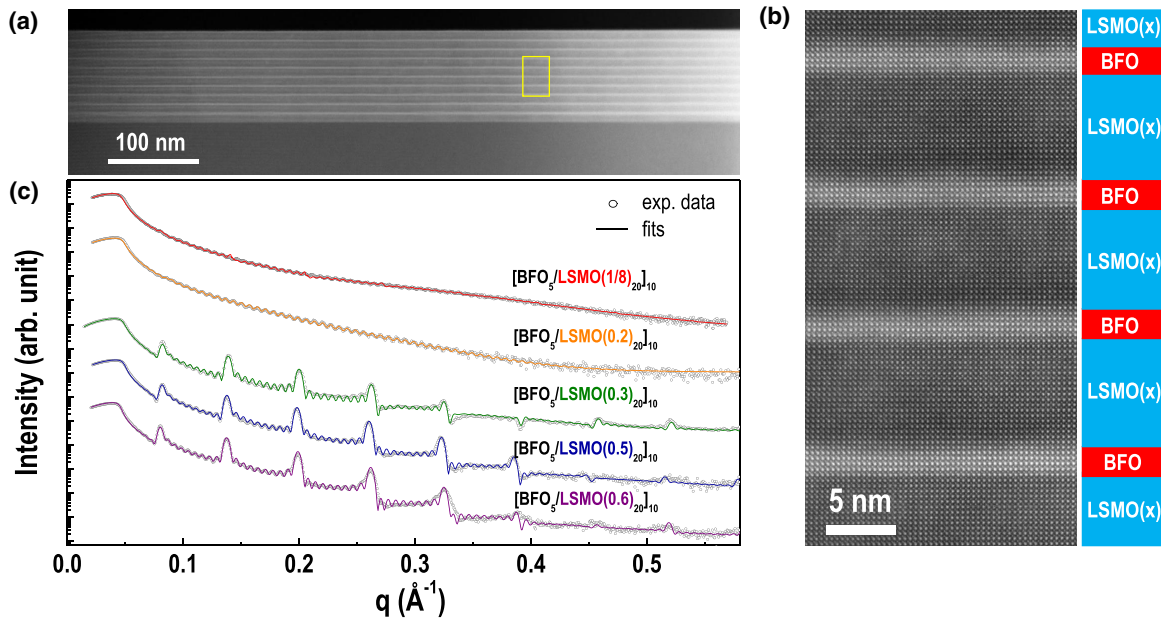 (a)
100 nm
(b)
LSMO(x)
BFO
LSMO(x)
BFO
LSMO(x)
BFO
LSMO(x)
BFO
LSMO(x)
5 nm
(c)
exp. data
fits
[BFO5/LSMO(1/8)20]10
[BFO5/LSMO(0.2)20]10
[BFO5/LSMO(0.3)20]10
[BFO5/LSMO(0.5)20]10
[BFO5/LSMO(0.6)20]10
Intensity (arb. unit)
0.0 0.1 0.2 0.3 0.4 0.5
q (Å-1)